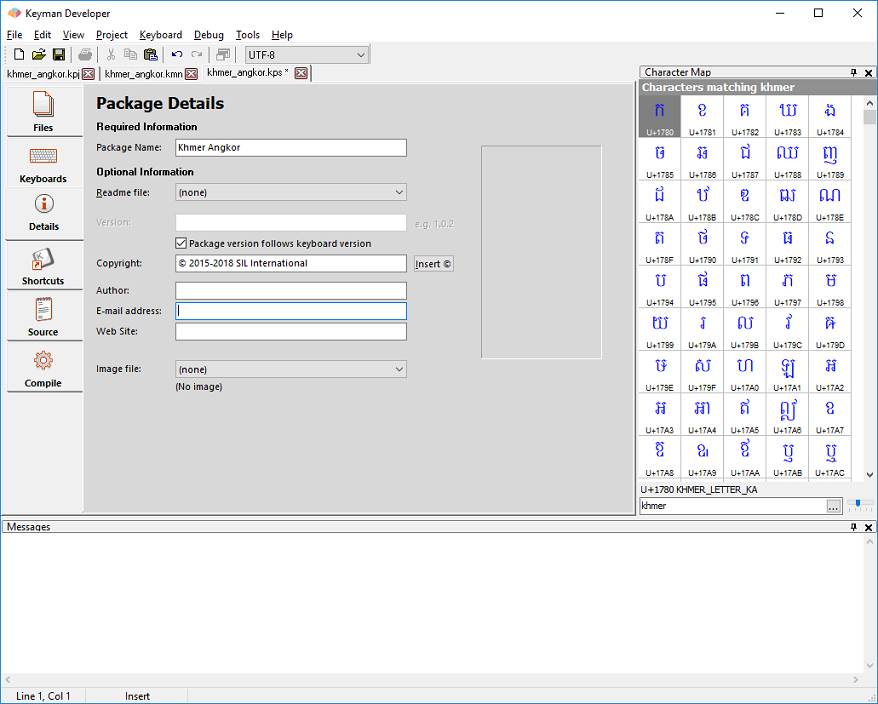 Keyman Developer
File Edit View Project Keyboard Debug Tools Help
UTF-8
khmer_angkor.kpj khmer_angkor.kmn khmer_angkor.kps *
Files
Keyboards
Details
Shortcuts
Source
Compile
Package Details
Required Information
Package Name: Khmer Angkor
Optional Information
Readme file: (none)
Version: e.g. 1.0.2
Package version follows keyboard version
Copyright: © 2015-2018 SIL International Insert ©
Author:
E-mail address:
Web Site:
Image file: (none)
(No image)
Character Map
Characters matching khmer
ក ខ គ ឃ ង
U+1780 U+1781 U+1782 U+1783 U+1784
ច ឆ ជ ឈ ញ
U+1785 U+1786 U+1787 U+1788 U+1789
ដ ឋ ឌ ឍ ណ
U+178A U+178B U+178C U+178D U+178E
ត ថ ទ ធ ន
U+178F U+1790 U+1791 U+1792 U+1793
ប ផ ព ភ ម
U+1794 U+1795 U+1796 U+1797 U+1798
យ រ ល វ ឝ
U+1799 U+179A U+179B U+179C U+179D
ឞ ស ហ ឡ អ
U+179E U+179F U+17A0 U+17A1 U+17A2
ឣ ឤ ឥ ឦ ឧ
U+17A3 U+17A4 U+17A5 U+17A6 U+17A7
ឨ ឩ ឪ ឫ ឬ
U+17A8 U+17A9 U+17AA U+17AB U+17AC
U+1780 KHMER_LETTER_KA
khmer ...
Messages
Line 1, Col 1 Insert